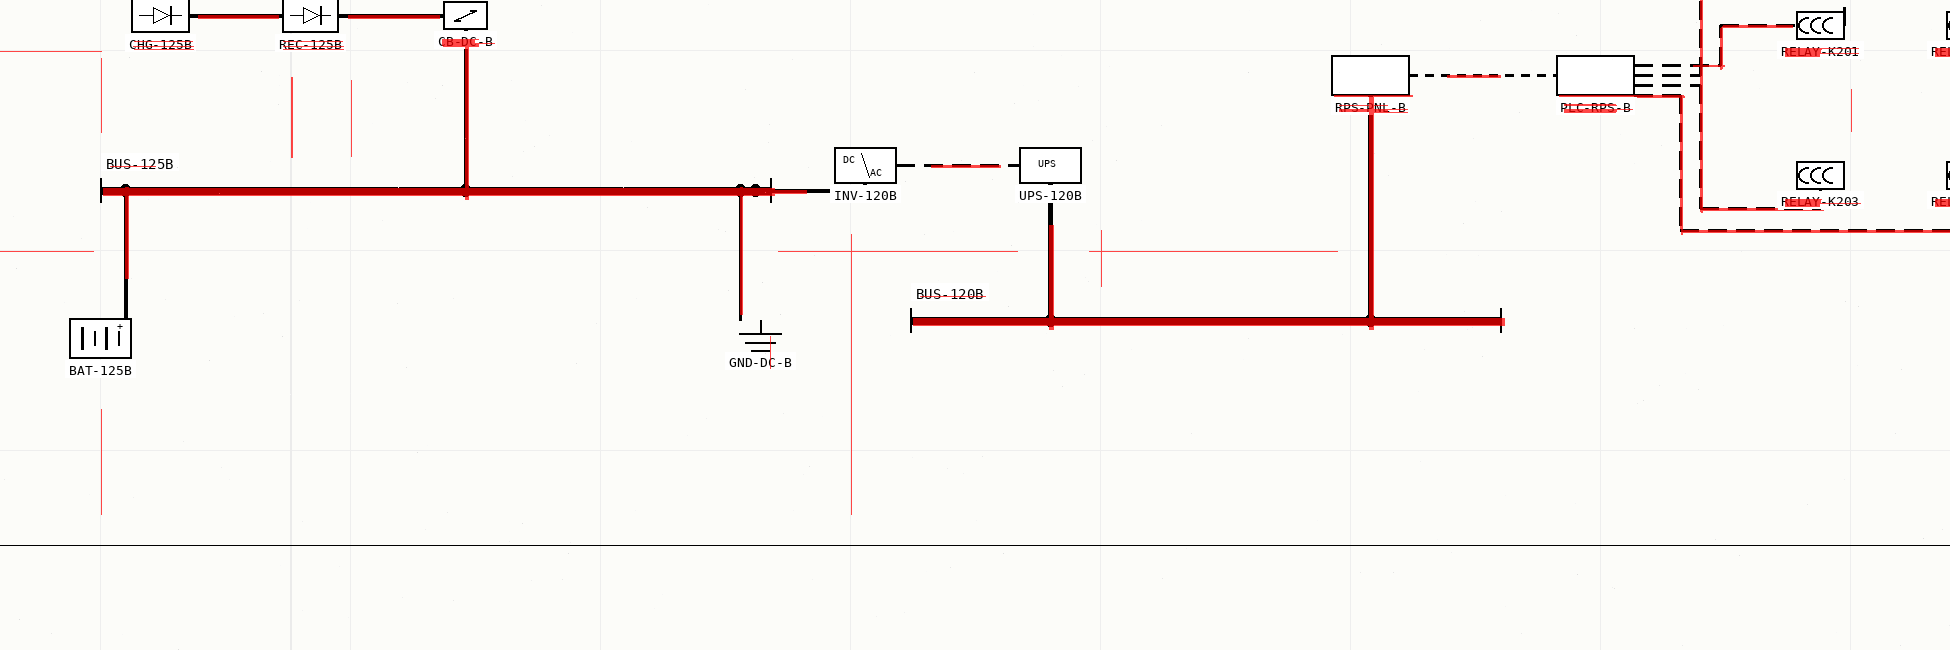 CHG-125B
REC-125B
CB-DC-B
RELAY-K201
RPS-PNL-B
PLC-RPS-B
BUS-125B
DC
AC
UPS
INV-120B
UPS-120B
RELAY-K203
BUS-120B
+
GND-DC-B
BAT-125B